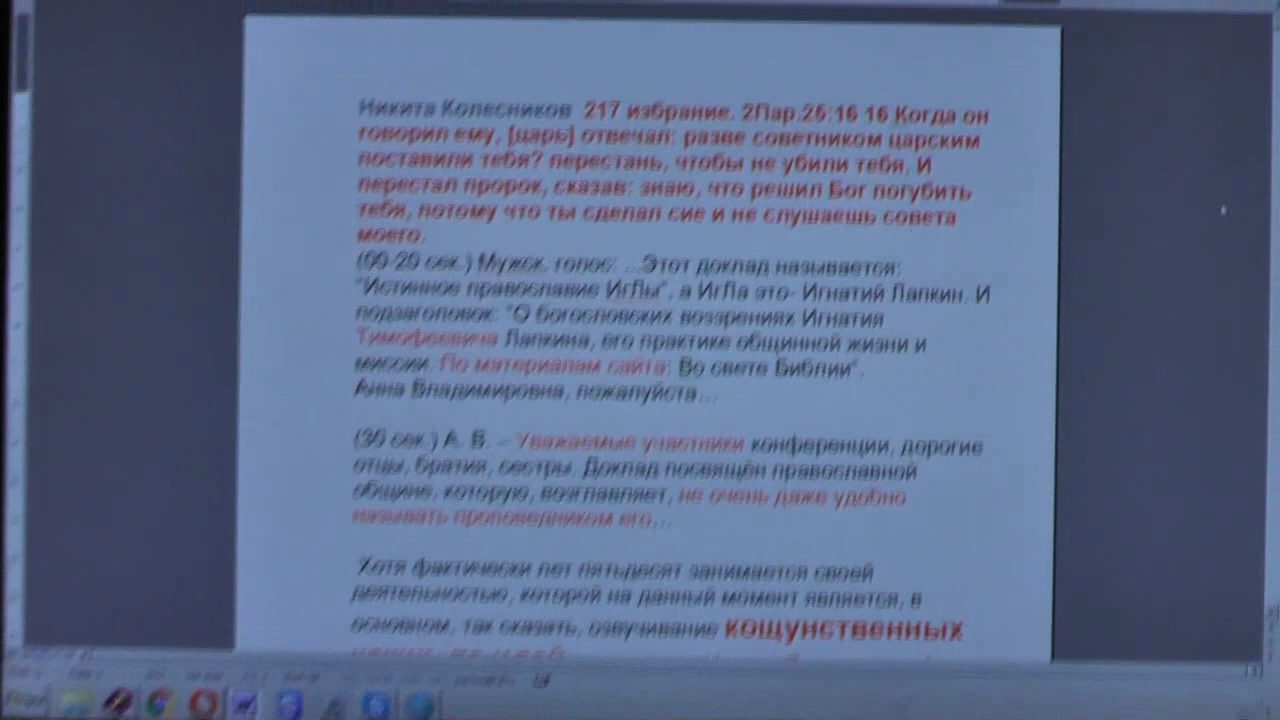 Никита Колесников 217 избрание. 2Пар.25:16 16 Когда он
говорил ему, [царь] отвечал: разве советником царским
поставили тебя? перестань, чтобы не убили тебя. И
перестал пророк, сказав: знаю, что решил Бог погубить
тебя, потому что ты сделал сие и не слушаешь совета
моего.
(00-20 сек.) Мужск. голос: ...Этот доклад называется:
"Истинное православие ИгЛы", а ИгЛа это- Игнатий Лапкин. И
подзаголовок: "О богословских воззрениях Игнатия
Тимофеевича Лапкина, его практике общинной жизни и
миссии. По материалам сайта: Во свете Библии".
Анна Владимировна, пожалуйста...
(30 сек.) А. В. – Уважаемые участники конференции, дорогие
отцы, братия, сестры. Доклад посвящён православной
общине, которую, возглавляет, не очень даже удобно
называть проповедником его...
Хотя фактически лет пятьдесят занимается своей
деятельностью, которой на данный момент является, в
основном, так сказать, озвучивание кощунственных